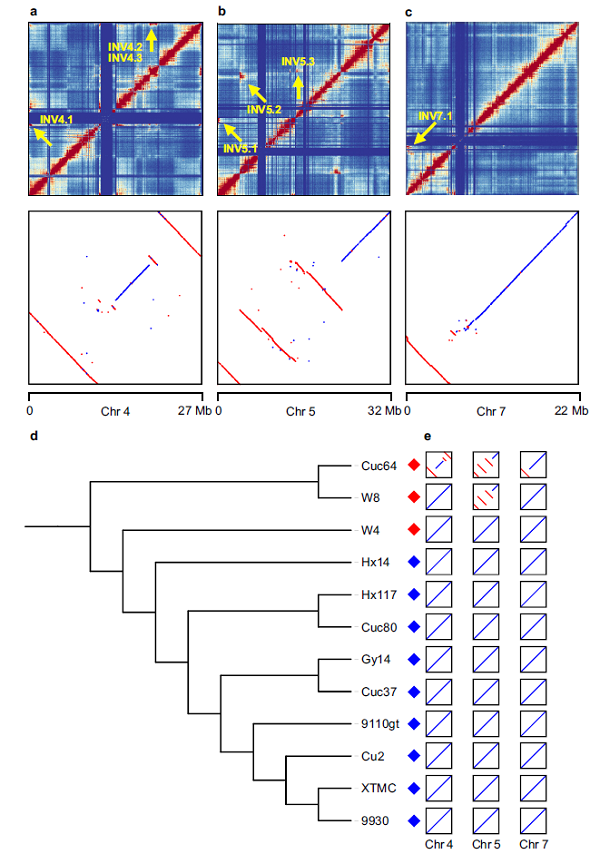 a b c
INV4.2
INV4.3
INV4.1
INV5.3
INV5.2
INV5.1
INV7.1
0 Chr 4 27 Mb
0 Chr 5 32 Mb
0 Chr 7 22 Mb
d e
Cuc64
W8
W4
Hx14
Hx117
Cuc80
Gy14
Cuc37
9110gt
Cu2
XTMC
9930
Chr 4 Chr 5 Chr 7